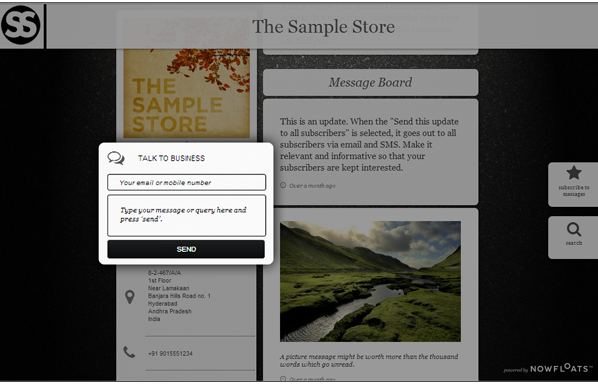 SS
The Sample Store
THE
SAMPLE
STORE
Message Board
This is an update. When the "Send this update
to all subscribers" is selected, it goes out to all
subscribers via email and SMS. Make it
relevant and informative so that your
subscribers are kept interested.
Over a month ago
TALK TO BUSINESS
Your email or mobile number
Type your message or query here and
press 'send'.
SEND
subscribe to
messages
search
6-2-467/A/A
1st Floor
Near Lamakaan
Banjara Hills Road no. 1
Hyderabad
Andhra Pradesh
India
+91 9015551234
A picture message might be worth more than the thousand
words which go unread.
Over a month ago
powered by NOWFLOATS™